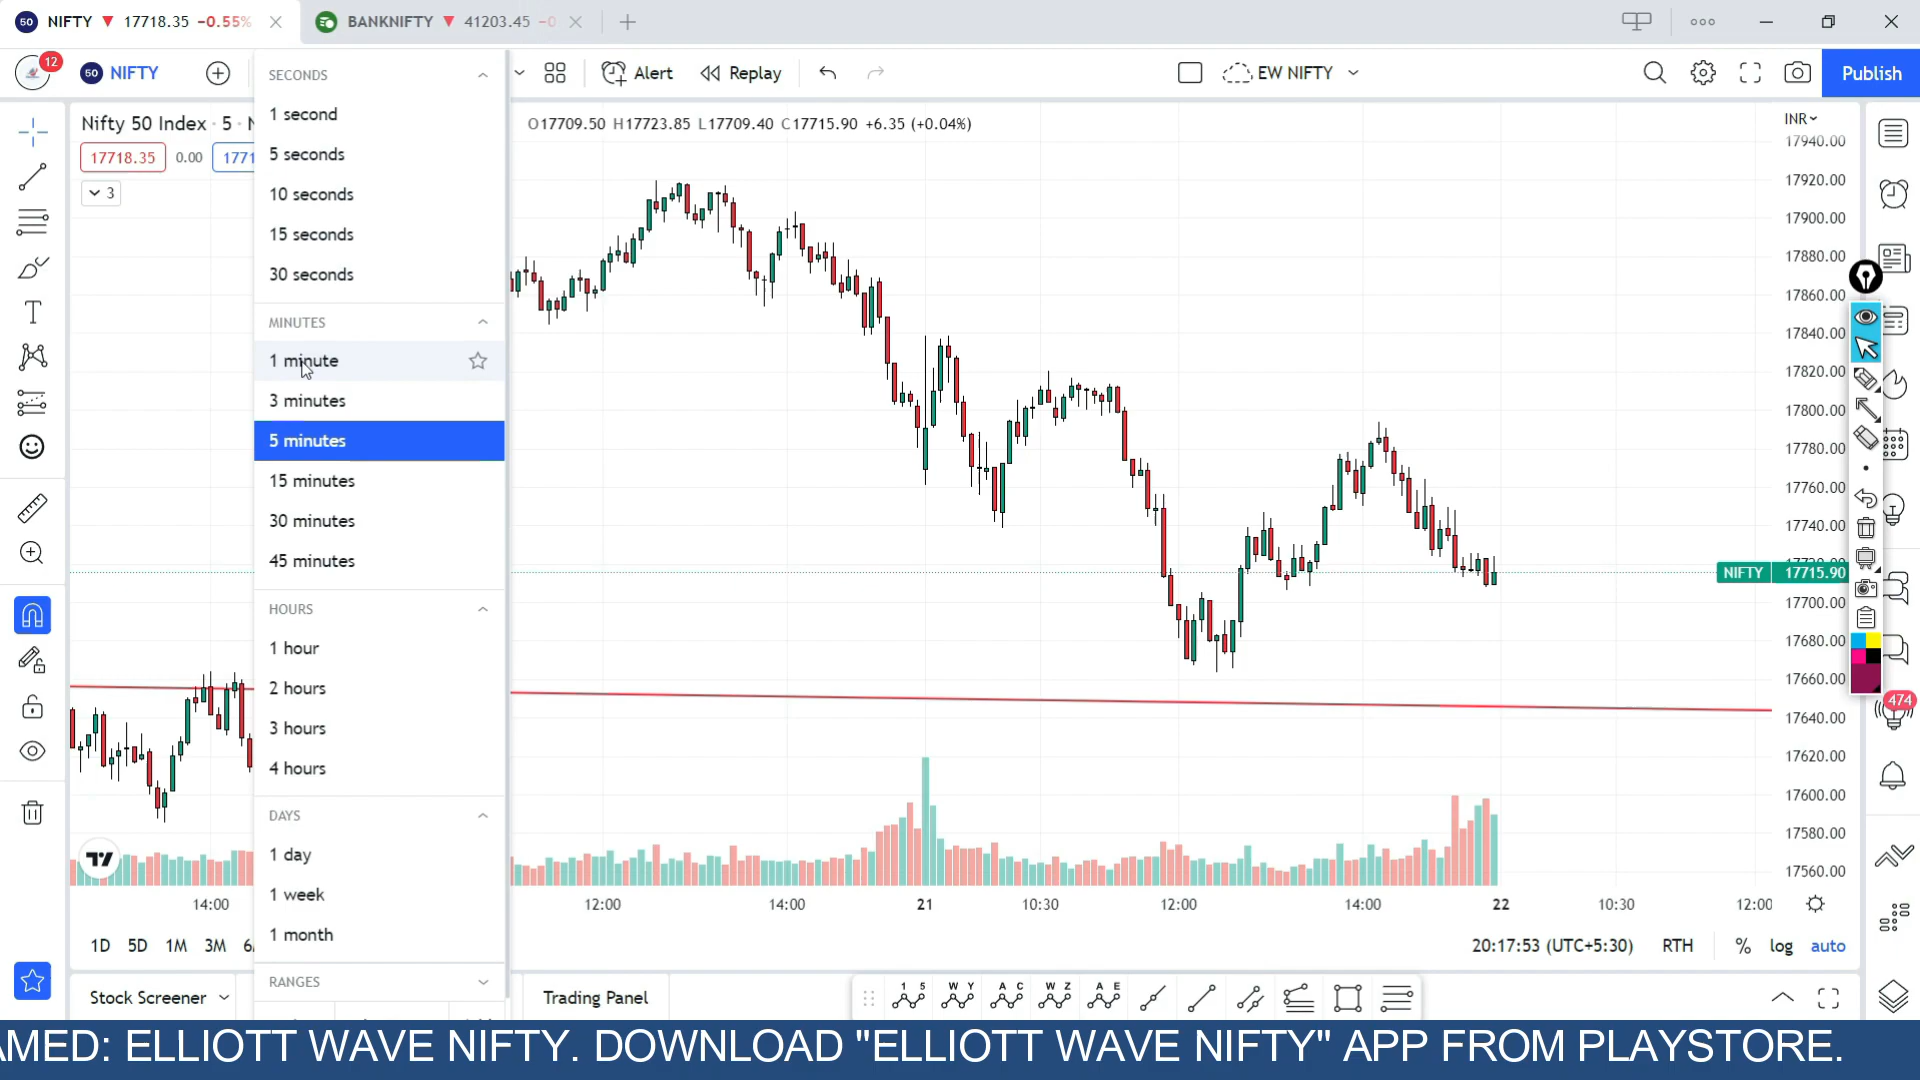 50 NIFTY ▼ 17718.35 −0.55%
BANKNIFTY ▼ 41203.45 −0
12
50 NIFTY
Alert
Replay
EW NIFTY
Publish
Nifty 50 Index · 5 · N
O17709.50 H17723.85 L17709.40 C17715.90 +6.35 (+0.04%)
INR
17718.35
0.00
1771
3
SECONDS
1 second
5 seconds
10 seconds
15 seconds
30 seconds
MINUTES
1 minute
3 minutes
5 minutes
15 minutes
30 minutes
45 minutes
HOURS
1 hour
2 hours
3 hours
4 hours
DAYS
1 day
1 week
1 month
RANGES
17940.00
17920.00
17900.00
17880.00
17860.00
17840.00
17820.00
17800.00
17780.00
17760.00
17740.00
NIFTY 17715.90
17700.00
17680.00
17660.00
17640.00
17620.00
17600.00
17580.00
17560.00
474
14:00
12:00
14:00
21
10:30
12:00
14:00
22
10:30
12:00
1D 5D 1M 3M
20:17:53 (UTC+5:30)
RTH
%
log
auto
Stock Screener
Trading Panel
1 5
W Y
A C
W Z
A E
AMED: ELLIOTT WAVE NIFTY. DOWNLOAD "ELLIOTT WAVE NIFTY" APP FROM PLAYSTORE.